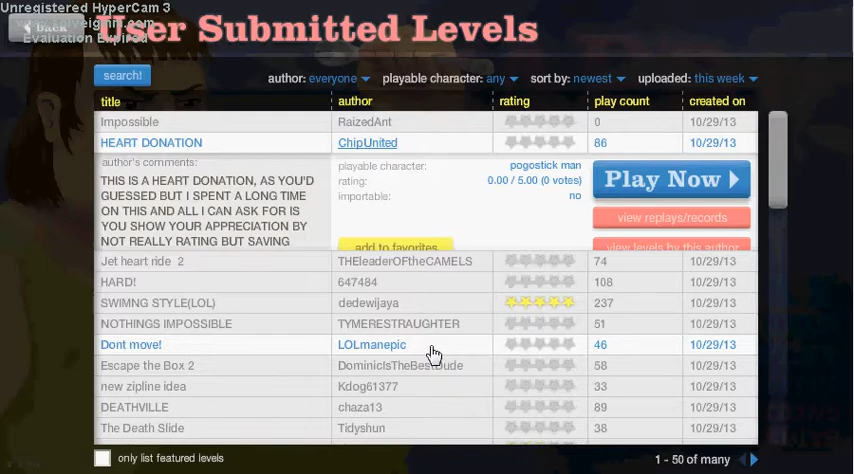 Unregistered HyperCam 3
Evaluation Expired
back
User Submitted Levels
search!
author: everyone playable character: any sort by: newest uploaded: this week
title author rating play count created on
Impossible RaizedAnt 0 10/29/13
HEART DONATION ChipUnited 86 10/29/13
author's comments:
THIS IS A HEART DONATION, AS YOU'D
GUESSED BUT I SPENT A LONG TIME
ON THIS AND ALL I CAN ASK FOR IS
YOU SHOW YOUR APPRECIATION BY
NOT REALLY RATING BUT SAVING
playable character: pogostick man
rating: 0.00 / 5.00 (0 votes)
importable: no
add to favorites
Play Now
view replays/records
view levels by this author
Jet heart ride 2 THEleaderOFtheCAMELS 74 10/29/13
HARD! 647484 108 10/29/13
SWIMNG STYLE(LOL) dedewijaya 237 10/29/13
NOTHINGS IMPOSSIBLE TYMERESTRAUGHTER 51 10/29/13
Dont move! LOLmanepic 46 10/29/13
Escape the Box 2 DominicIsTheBestDude 58 10/29/13
new zipline idea Kdog61377 33 10/29/13
DEATHVILLE chaza13 89 10/29/13
The Death Slide Tidyshun 38 10/29/13
only list featured levels
1 - 50 of many